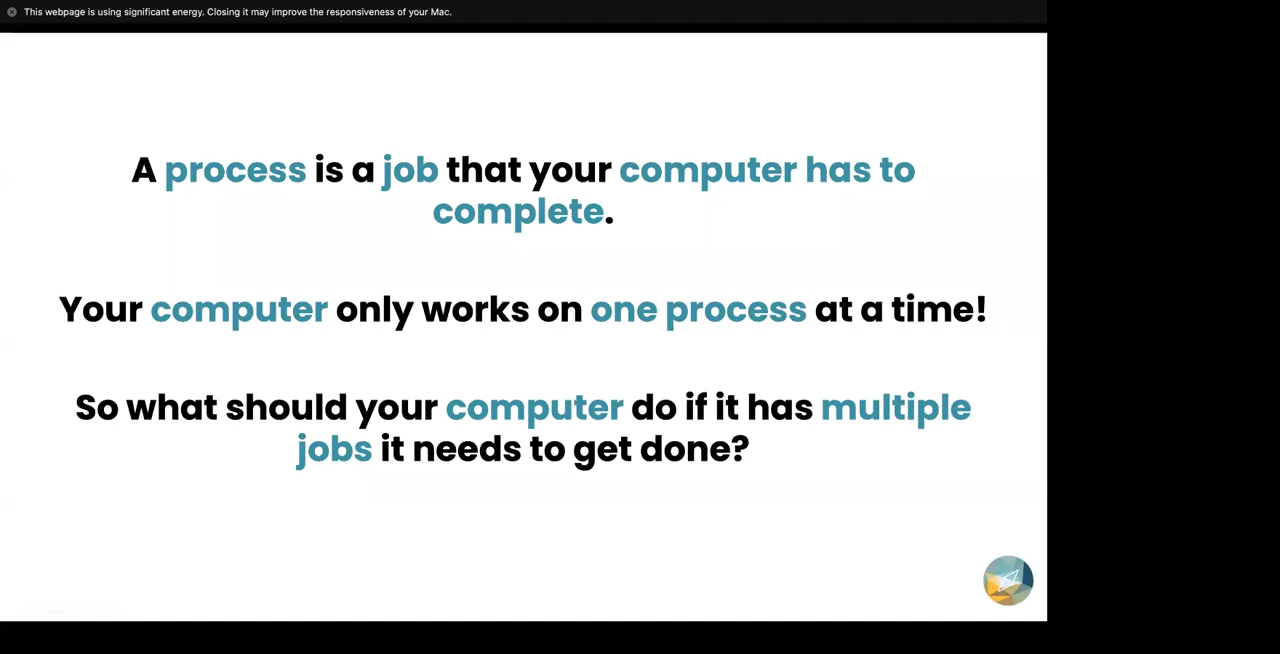 This webpage is using significant energy. Closing it may improve the responsiveness of your Mac.
A process is a job that your computer has to
complete.
Your computer only works on one process at a time!
So what should your computer do if it has multiple
jobs it needs to get done?